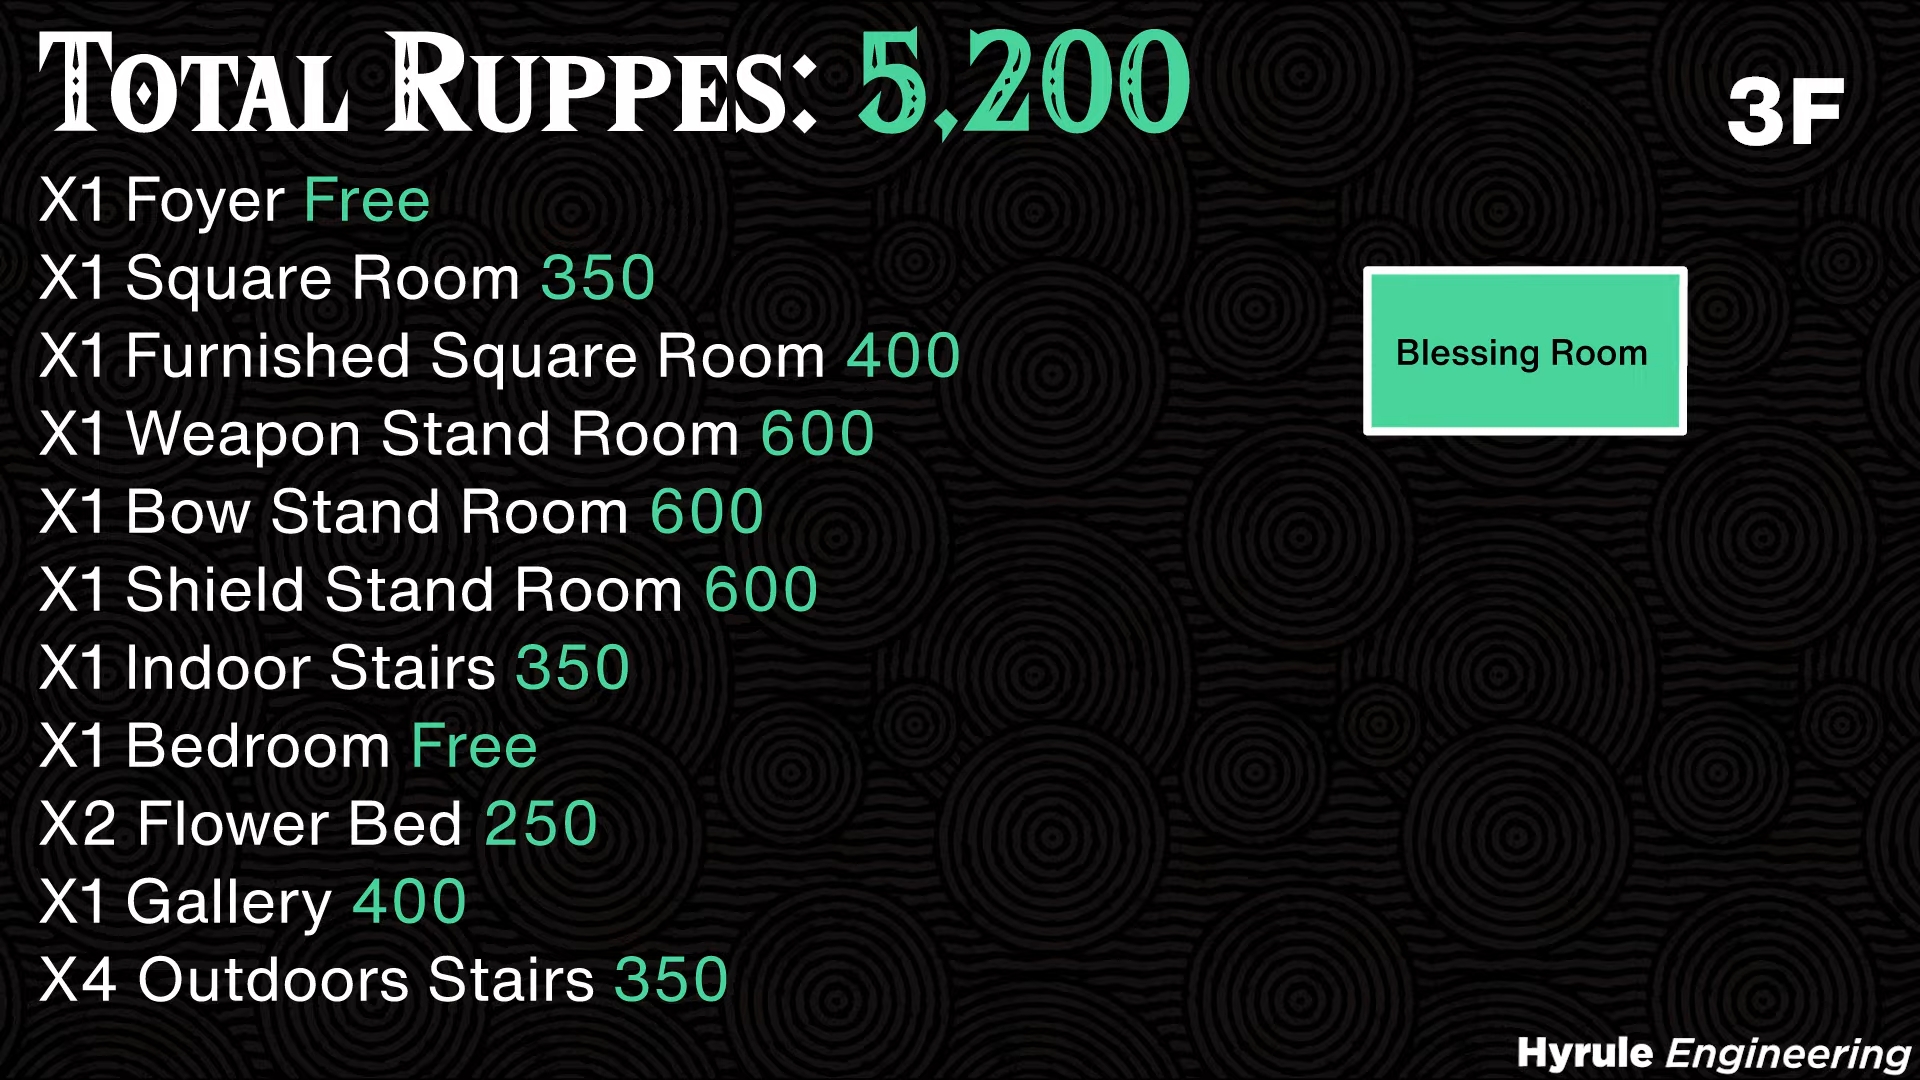 Total Ruppes: 5,200
3F
X1 Foyer Free
X1 Square Room 350
X1 Furnished Square Room 400
X1 Weapon Stand Room 600
X1 Bow Stand Room 600
X1 Shield Stand Room 600
X1 Indoor Stairs 350
X1 Bedroom Free
X2 Flower Bed 250
X1 Gallery 400
X4 Outdoors Stairs 350
Blessing Room
Hyrule Engineering